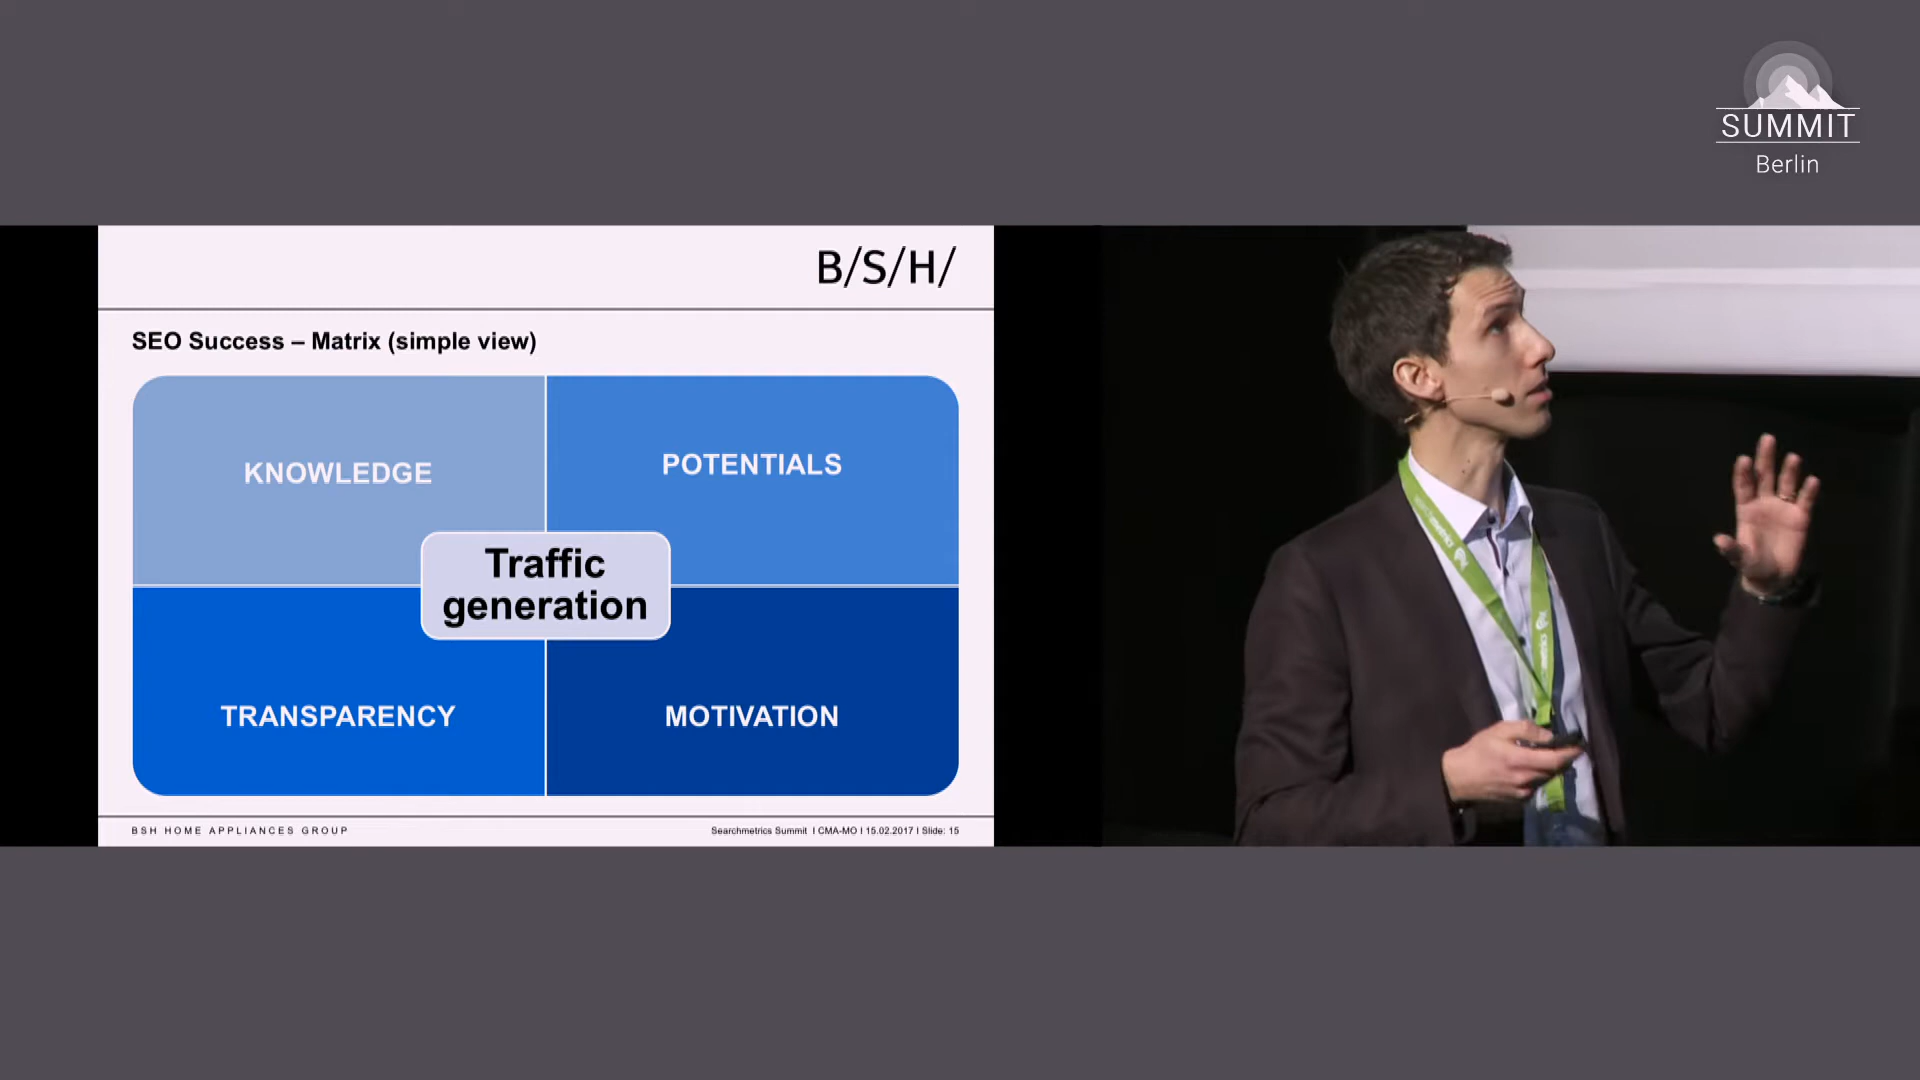 SUMMIT
Berlin
B/S/H/
SEO Success – Matrix (simple view)
KNOWLEDGE
POTENTIALS
Traffic
generation
TRANSPARENCY
MOTIVATION
BSH HOME APPLIANCES GROUP
Searchmetrics Summit I CMA-MO I 15.02.2017 I Slide: 15